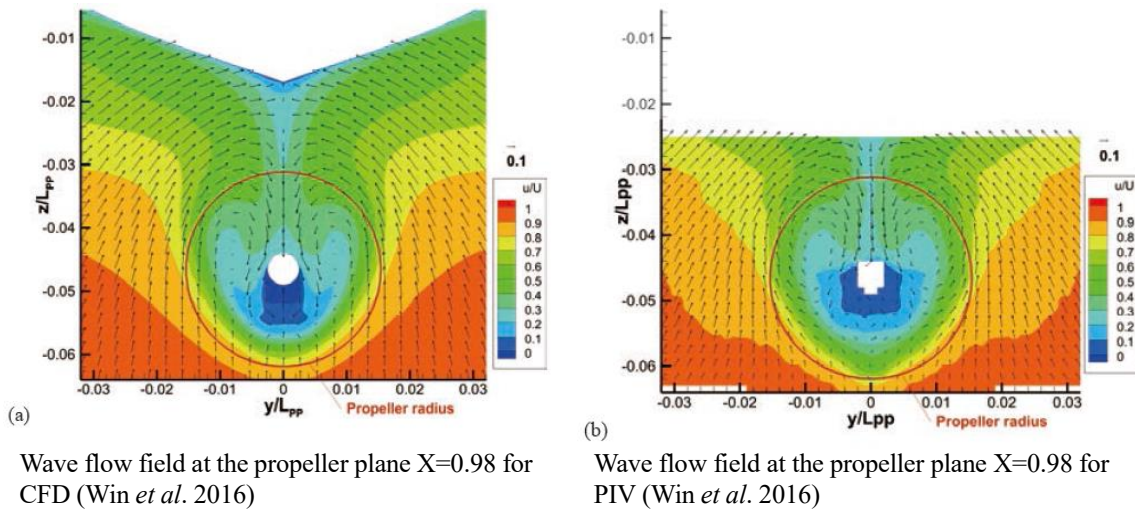 -0.01
-0.02
-0.03
-0.04
-0.05
-0.06
z/LPP
-0.03 -0.02 -0.01 0 0.01 0.02 0.03
y/LPP
Propeller radius
0.1
u/U
1
0.9
0.8
0.7
0.6
0.5
0.4
0.3
0.2
0.1
0
(a)
Wave flow field at the propeller plane X=0.98 for
CFD (Win et al. 2016)
-0.01
-0.02
-0.03
-0.04
-0.05
-0.06
z/Lpp
-0.03 -0.02 -0.01 0 0.01 0.02 0.03
y/Lpp
Propeller radius
0.1
u/U
1
0.9
0.8
0.7
0.6
0.5
0.4
0.3
0.2
0.1
0
(b)
Wave flow field at the propeller plane X=0.98 for
PIV (Win et al. 2016)